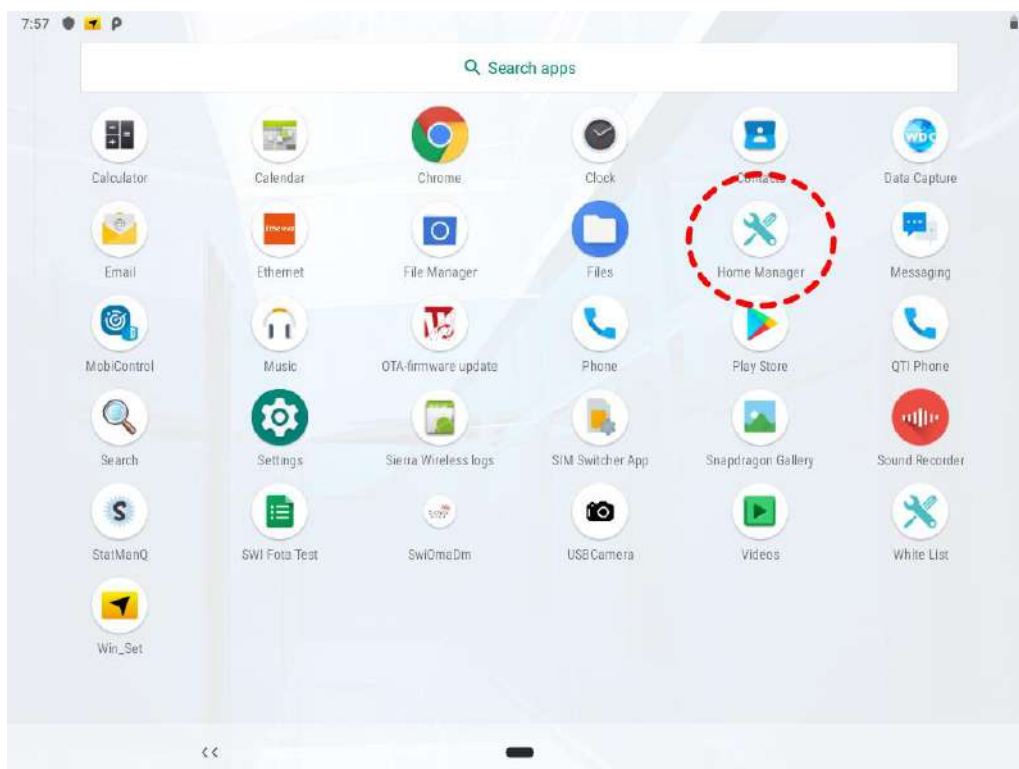 7:57
Search apps
Calculator
Calendar
Chrome
Clock
Contacts
WDC
Data Capture
Email
Ethernet
File Manager
Files
Home Manager
Messaging
MobiControl
Music
OTA-firmware update
Phone
Play Store
QTI Phone
Search
Settings
Sierra Wireless logs
SIM Switcher App
Snapdragon Gallery
Sound Recorder
S
StatManQ
SWI Fota Test
SwiOmaDm
USBCamera
Videos
White List
Win_Set
<<